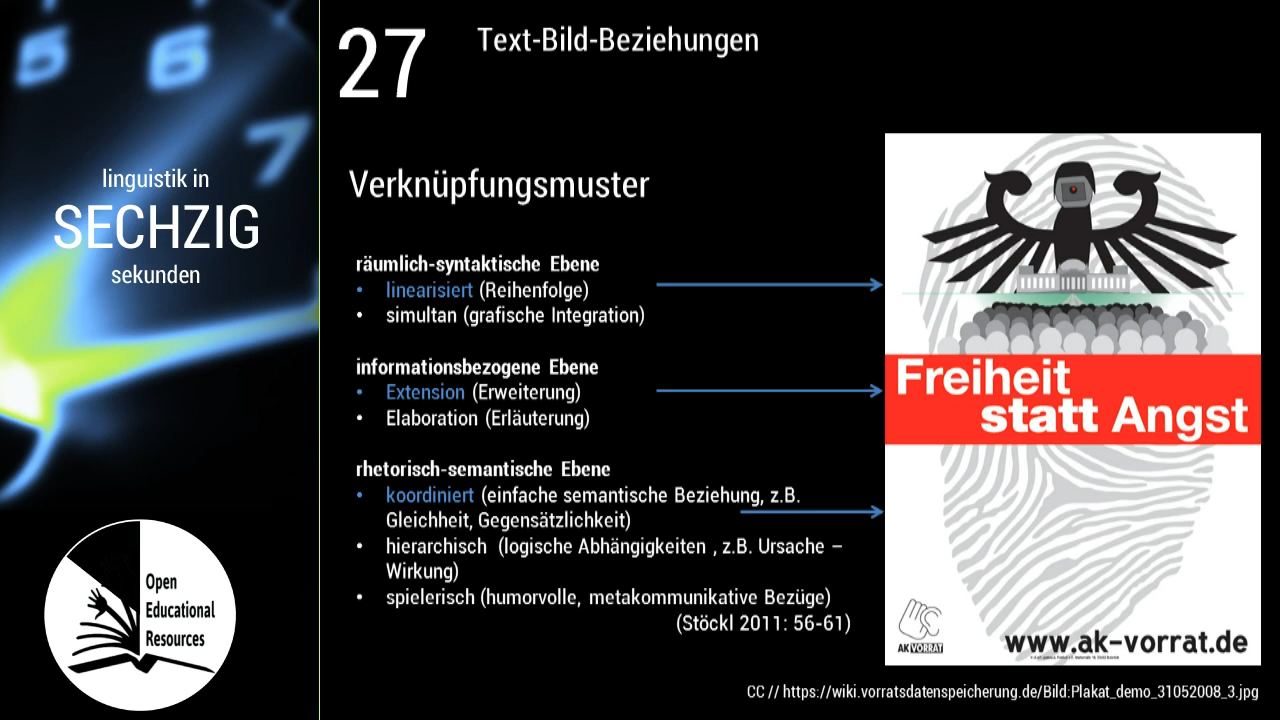 5
6
7
linguistik in
SECHZIG
sekunden
Open
Educational
Resources
27
Text-Bild-Beziehungen
Verknüpfungsmuster
räumlich-syntaktische Ebene
• linearisiert (Reihenfolge)
• simultan (grafische Integration)
informationsbezogene Ebene
• Extension (Erweiterung)
• Elaboration (Erläuterung)
rhetorisch-semantische Ebene
• koordiniert (einfache semantische Beziehung, z.B.
Gleichheit, Gegensätzlichkeit)
• hierarchisch (logische Abhängigkeiten , z.B. Ursache –
Wirkung)
• spielerisch (humorvolle, metakommunikative Bezüge)
(Stöckl 2011: 56-61)
Freiheit
statt Angst
AK VORRAT
www.ak-vorrat.de
CC // https://wiki.vorratsdatenspeicherung.de/Bild:Plakat_demo_31052008_3.jpg